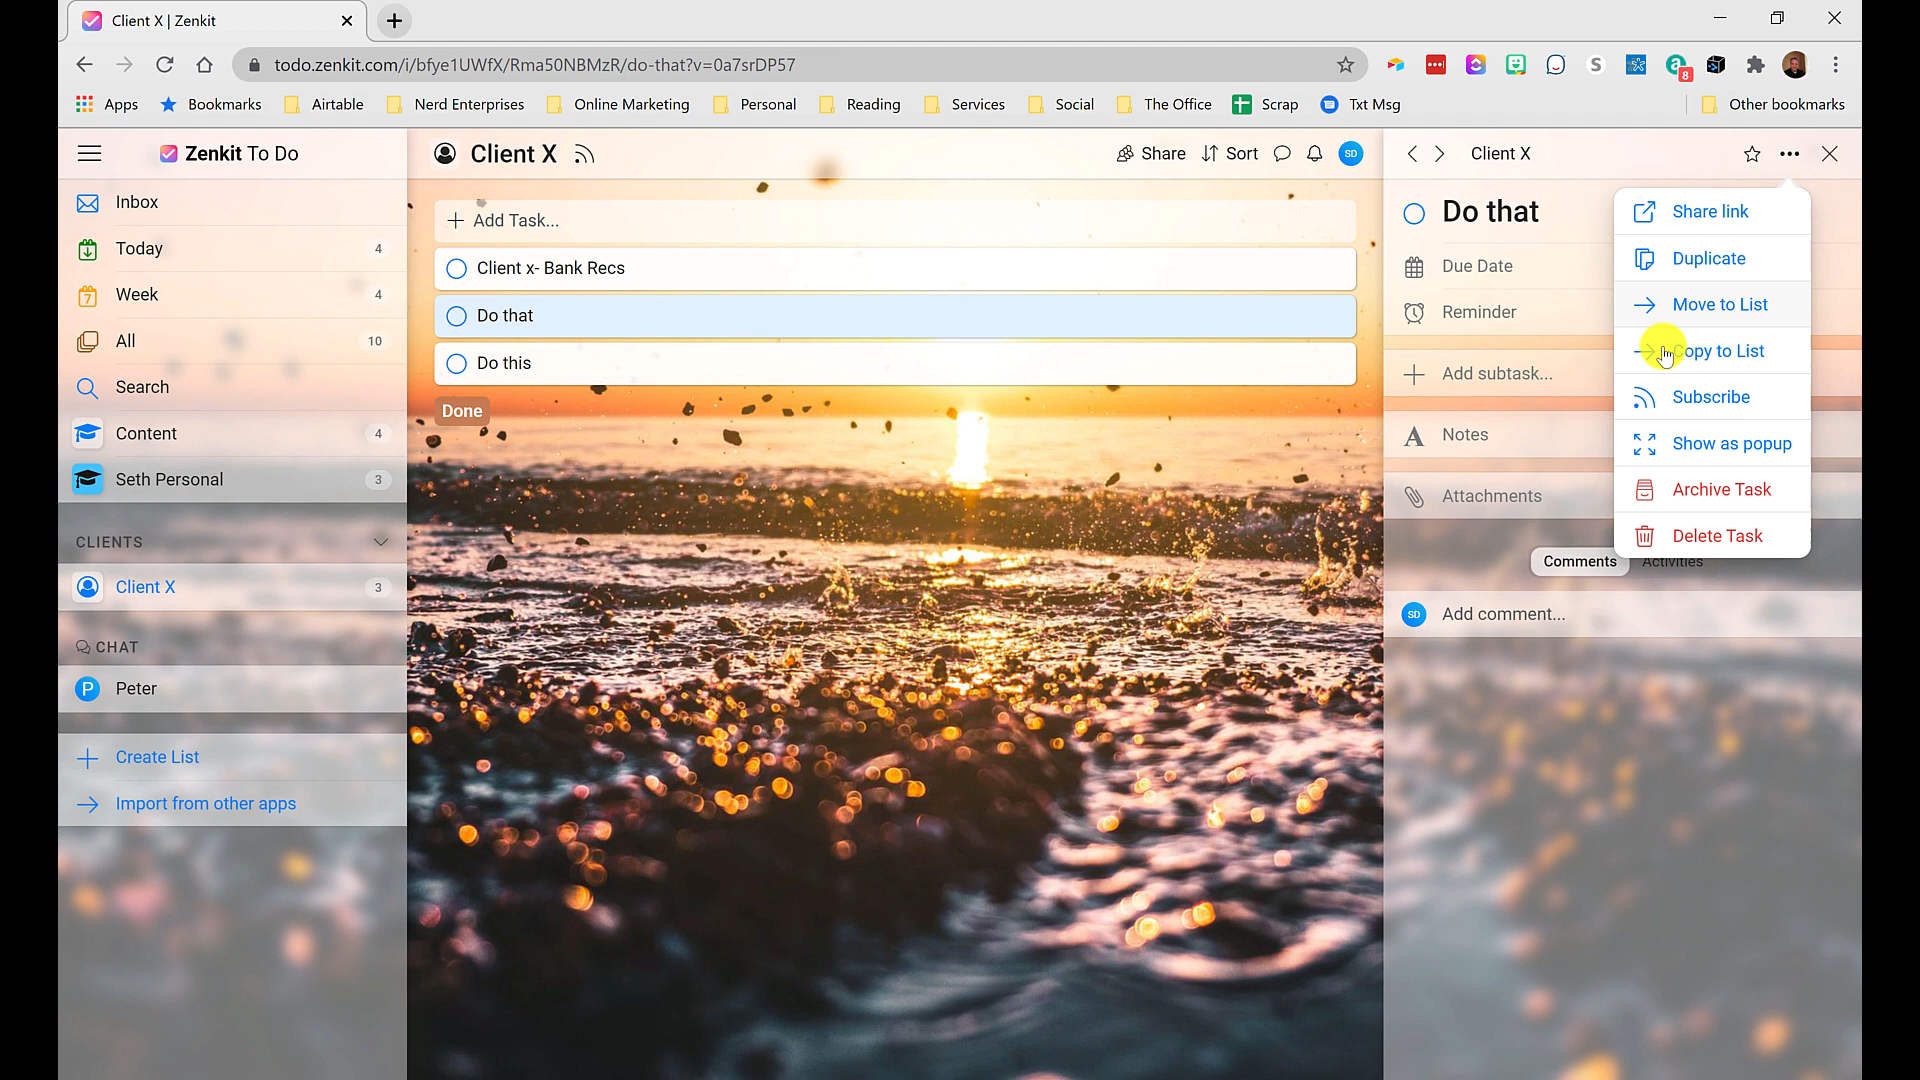 Client X | Zenkit
todo.zenkit.com/i/bfye1UWfX/Rma50NBMzR/do-that?v=0a7srDP57
S
a
8
Apps
Bookmarks
Airtable
Nerd Enterprises
Online Marketing
Personal
Reading
Services
Social
The Office
Scrap
Txt Msg
Other bookmarks
Zenkit To Do
Inbox
Today 4
7
Week 4
All 10
Search
Content 4
Seth Personal 3
CLIENTS
Client X 3
CHAT
P Peter
Create List
Import from other apps
Client X
Share
Sort
SD
Add Task...
Client x- Bank Recs
Do that
Do this
Done
Client X
Do that
Due Date
Reminder
Add subtask...
A Notes
Attachments
Share link
Duplicate
Move to List
Copy to List
Subscribe
Show as popup
Archive Task
Delete Task
Comments Activities
SD Add comment...